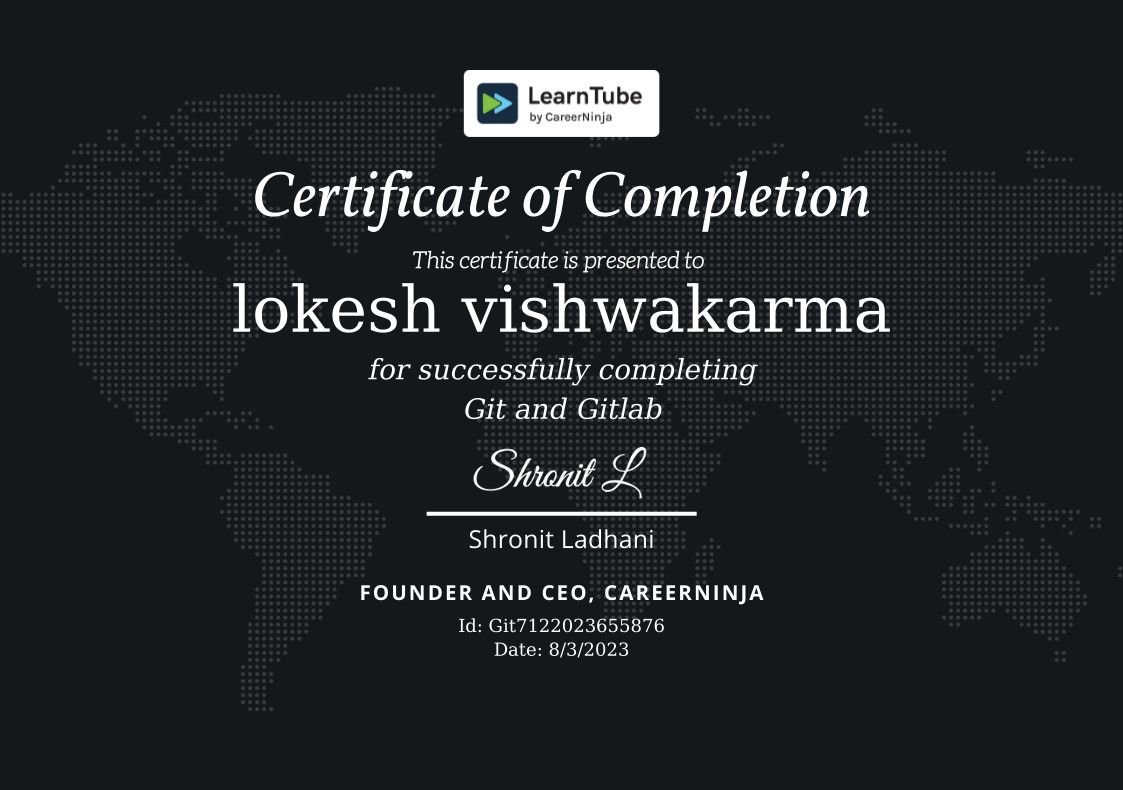 LearnTube
by CareerNinja
Certificate of Completion
This certificate is presented to
lokesh vishwakarma
for successfully completing
Git and Gitlab
Shronit L
Shronit Ladhani
FOUNDER AND CEO, CAREERNINJA
Id: Git7122023655876
Date: 8/3/2023